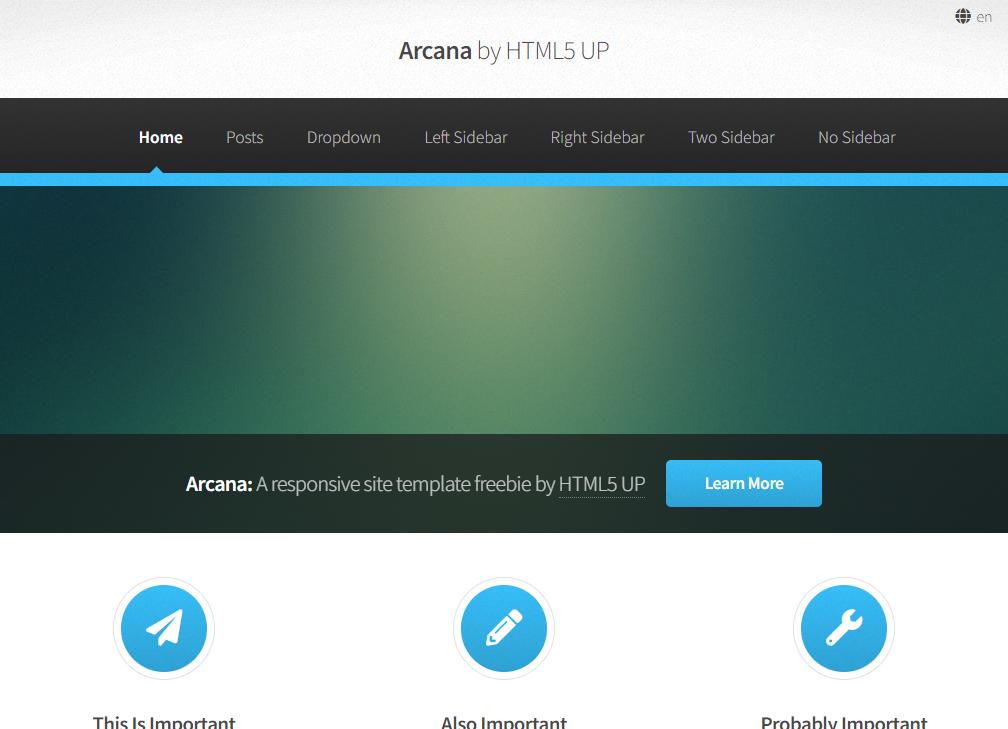 en
Arcana by HTML5 UP
Home Posts Dropdown Left Sidebar Right Sidebar Two Sidebar No Sidebar
Arcana: A responsive site template freebie by HTML5 UP Learn More
This Is Important Also Important Probably Important